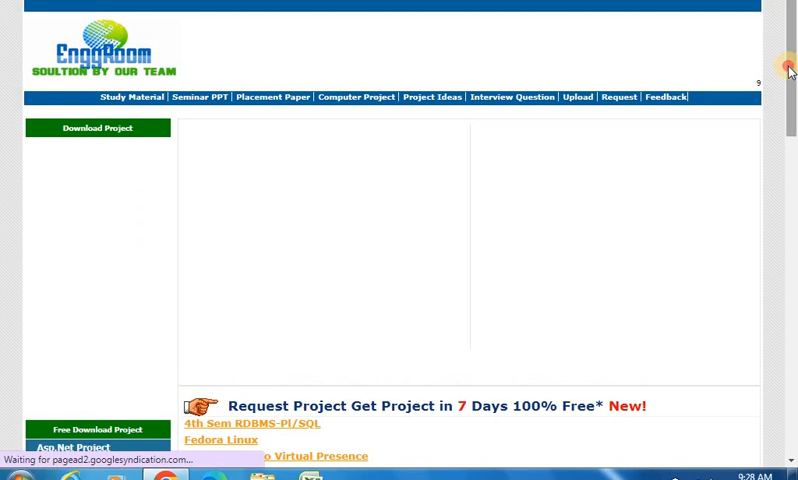 EnggRoom
SOULTION BY OUR TEAM
9
Study Material | Seminar PPT | Placement Paper | Computer Project | Project Ideas | Interview Question | Upload | Request | Feedback|
Download Project
Request Project Get Project in 7 Days 100% Free* New!
4th Sem RDBMS-Pl/SQL
Fedora Linux
o Virtual Presence
Free Download Project
Asp.Net Project
Waiting for pagead2.googlesyndication.com...
9:28 AM